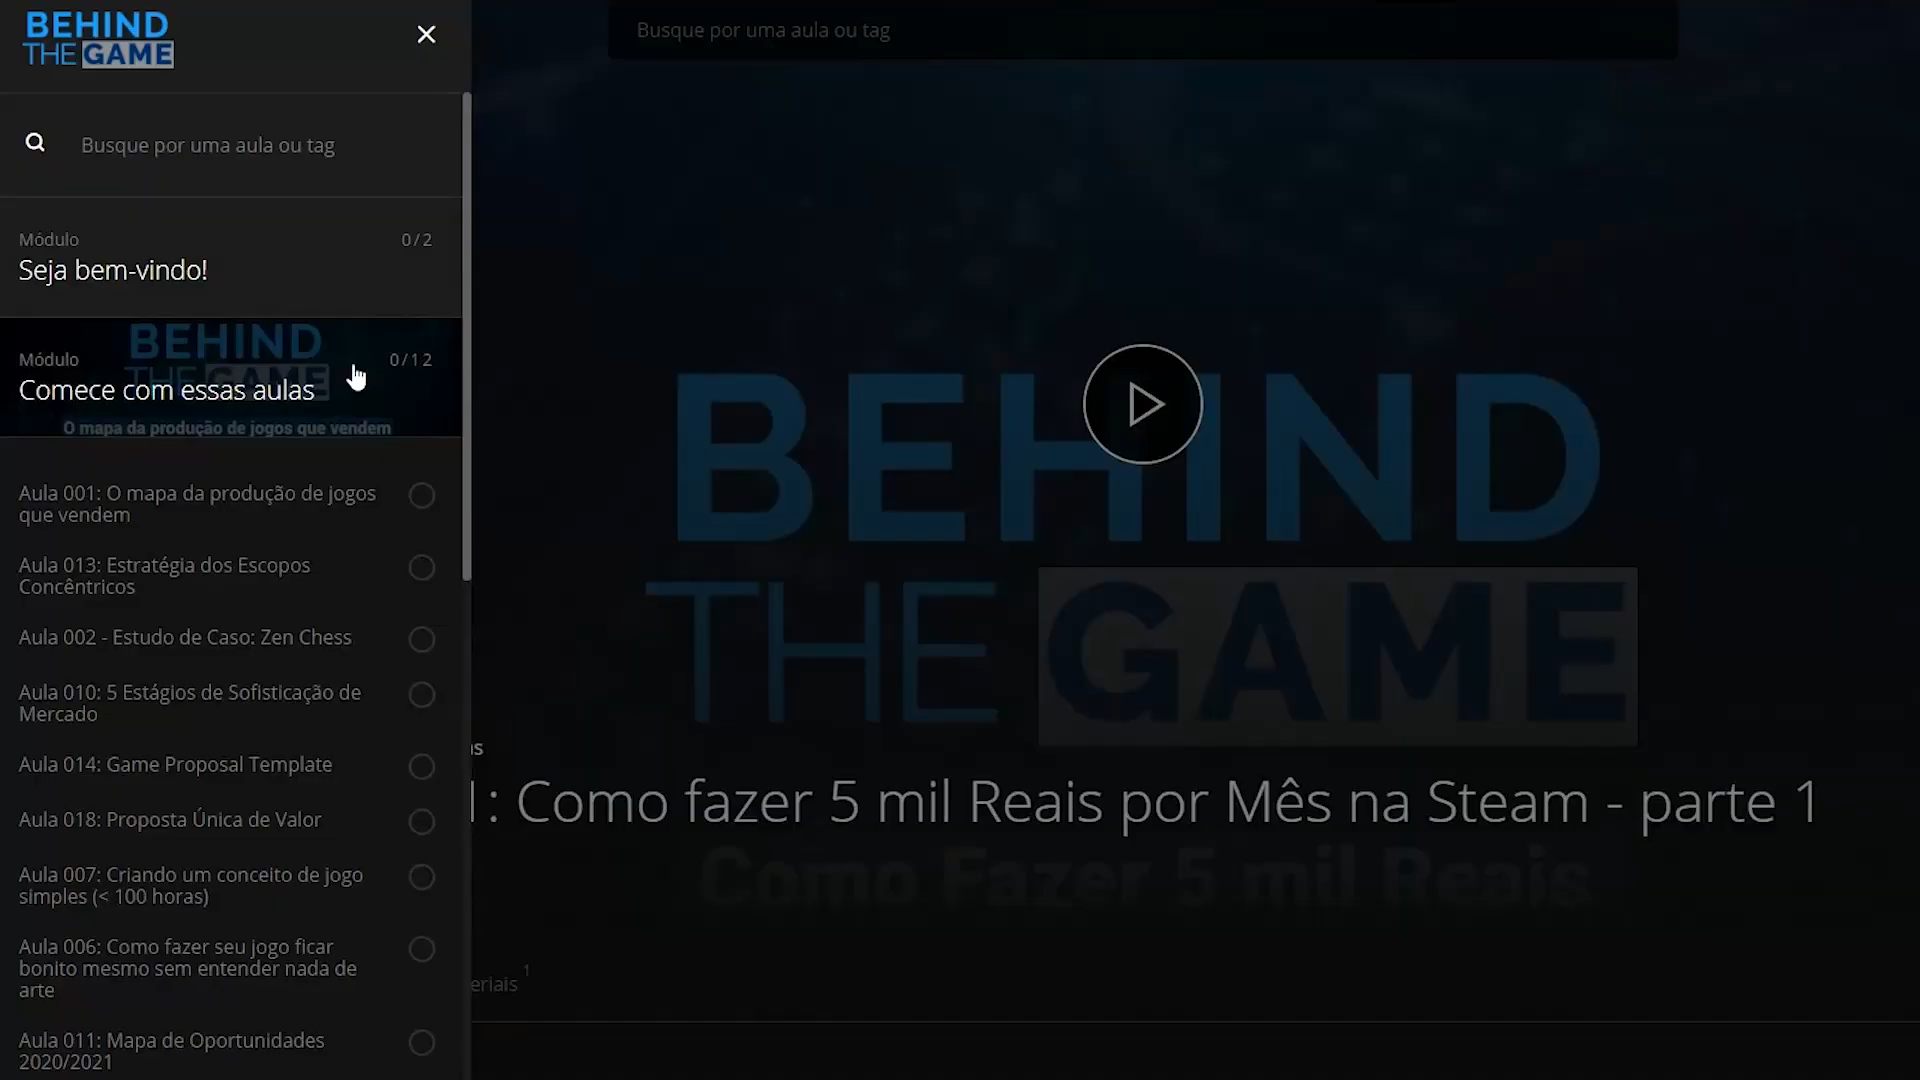 BEHIND
THE GAME
Busque por uma aula ou tag
Módulo
0/2
Seja bem-vindo!
BEHIND
THE GAME
Módulo
0/12
Comece com essas aulas
O mapa da produção de jogos que vendem
Aula 001: O mapa da produção de jogos
que vendem
Aula 013: Estratégia dos Escopos
Concêntricos
Aula 002 - Estudo de Caso: Zen Chess
Aula 010: 5 Estágios de Sofisticação de
Mercado
Aula 014: Game Proposal Template
Aula 018: Proposta Única de Valor
Aula 007: Criando um conceito de jogo
simples (< 100 horas)
Aula 006: Como fazer seu jogo ficar
bonito mesmo sem entender nada de
arte
Aula 011: Mapa de Oportunidades
2020/2021
Busque por uma aula ou tag
BEHIND
THE GAME
: Como fazer 5 mil Reais por Mês na Steam - parte 1
Como Fazer 5 mil Reais
eriais 1